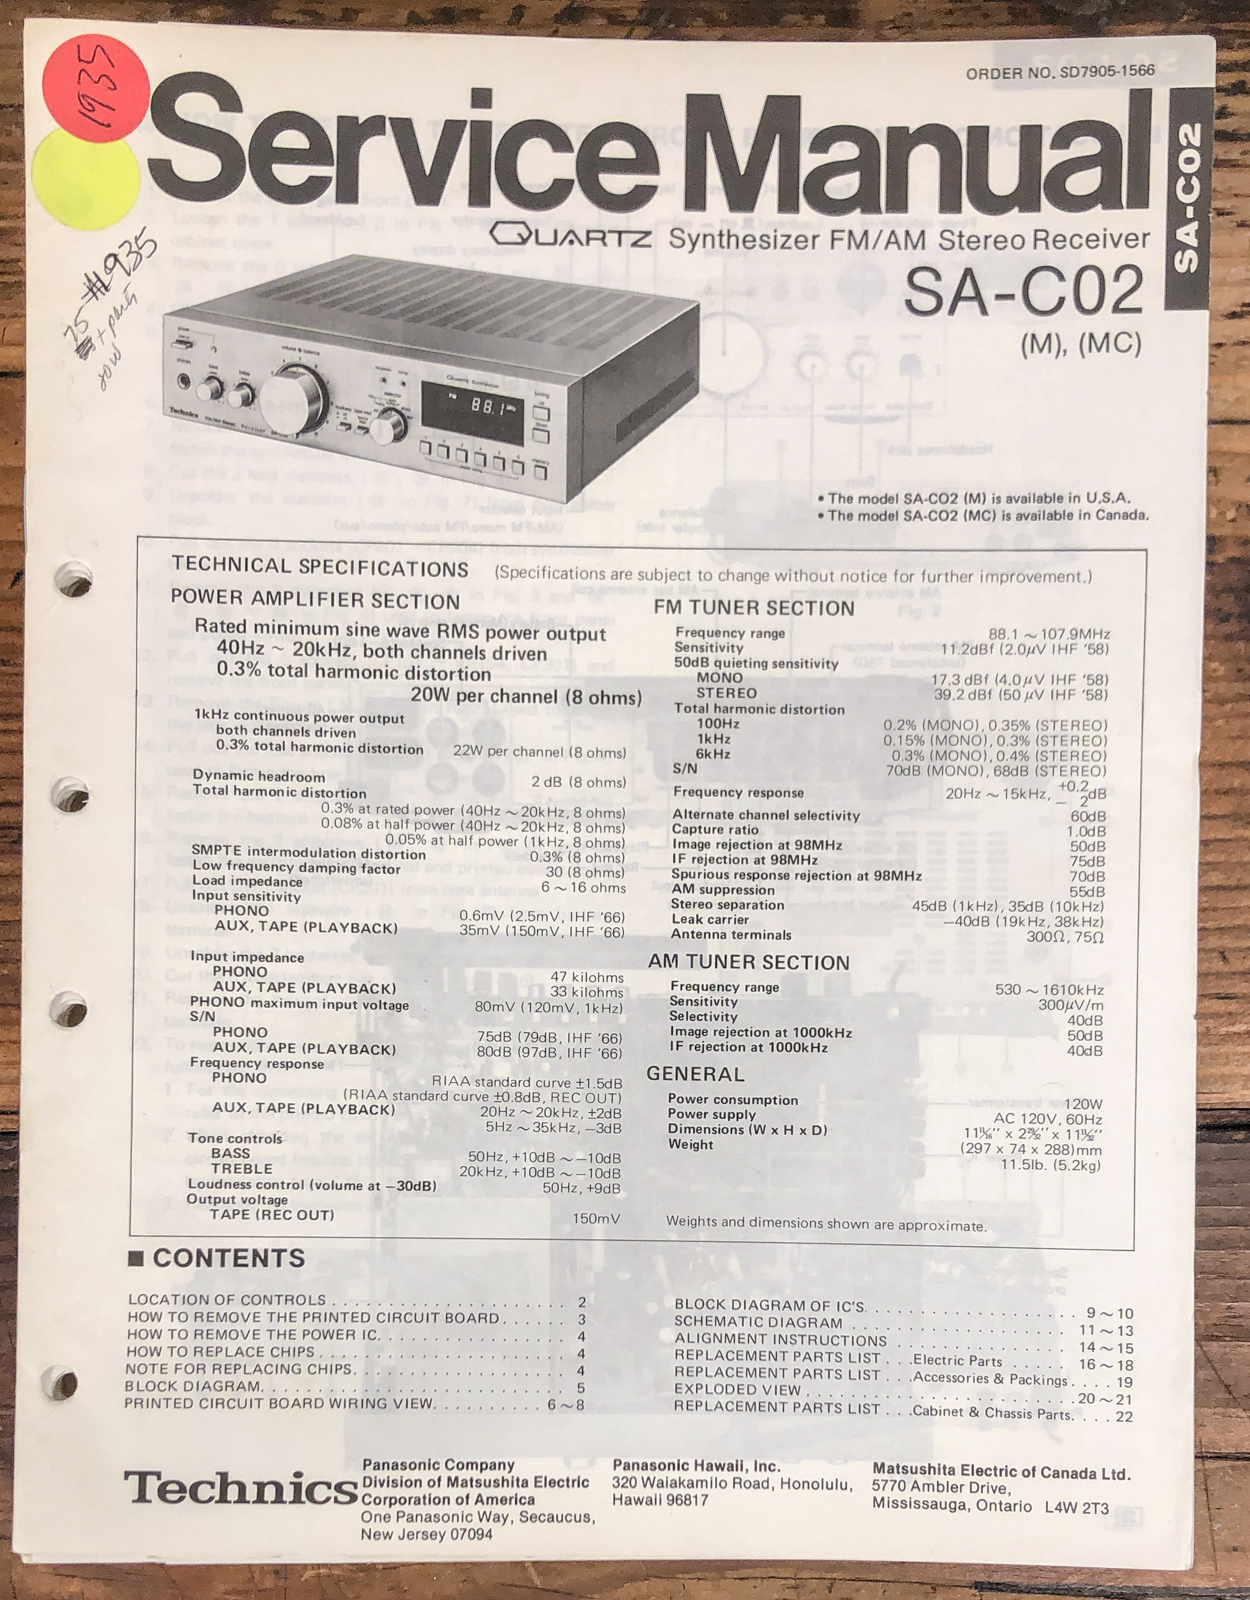 1935
ORDER NO. SD7905-1566
Service Manual
SA-C02
QUARTZ Synthesizer FM/AM Stereo Receiver
SA-C02
(M), (MC)
#1935
75
+ parts
Technics
88.1
• The model SA-CO2 (M) is available in U.S.A.
• The model SA-CO2 (MC) is available in Canada.
TECHNICAL SPECIFICATIONS (Specifications are subject to change without notice for further improvement.)
POWER AMPLIFIER SECTION
Rated minimum sine wave RMS power output
40Hz ~ 20kHz, both channels driven
0.3% total harmonic distortion
20W per channel (8 ohms)
1kHz continuous power output
both channels driven
0.3% total harmonic distortion 22W per channel (8 ohms)
Dynamic headroom 2 dB (8 ohms)
Total harmonic distortion
0.3% at rated power (40Hz ~ 20kHz, 8 ohms)
0.08% at half power (40Hz ~ 20kHz, 8 ohms)
0.05% at half power (1kHz, 8 ohms)
SMPTE intermodulation distortion 0.3% (8 ohms)
Low frequency damping factor 30 (8 ohms)
Load impedance 6 ~ 16 ohms
Input sensitivity
PHONO 0.6mV (2.5mV, IHF '66)
AUX, TAPE (PLAYBACK) 35mV (150mV, IHF '66)
Input impedance
PHONO 47 kilohms
AUX, TAPE (PLAYBACK) 33 kilohms
PHONO maximum input voltage 80mV (120mV, 1kHz)
S/N
PHONO 75dB (79dB, IHF '66)
AUX, TAPE (PLAYBACK) 80dB (97dB, IHF '66)
Frequency response
PHONO RIAA standard curve ±1.5dB
(RIAA standard curve ±0.8dB, REC OUT)
AUX, TAPE (PLAYBACK) 20Hz ~ 20kHz, ±2dB
5Hz ~ 35kHz, −3dB
Tone controls
BASS 50Hz, +10dB ~ −10dB
TREBLE 20kHz, +10dB ~ −10dB
Loudness control (volume at −30dB) 50Hz, +9dB
Output voltage
TAPE (REC OUT) 150mV
FM TUNER SECTION
Frequency range 88.1 ~ 107.9MHz
Sensitivity 11.2dBf (2.0μV IHF '58)
50dB quieting sensitivity
MONO 17.3 dBf (4.0μV IHF '58)
STEREO 39.2 dBf (50 μV IHF '58)
Total harmonic distortion
100Hz 0.2% (MONO), 0.35% (STEREO)
1kHz 0.15% (MONO), 0.3% (STEREO)
6kHz 0.3% (MONO), 0.4% (STEREO)
S/N 70dB (MONO), 68dB (STEREO)
Frequency response 20Hz ~ 15kHz, +0.2 − 2 dB
Alternate channel selectivity 60dB
Capture ratio 1.0dB
Image rejection at 98MHz 50dB
IF rejection at 98MHz 75dB
Spurious response rejection at 98MHz 70dB
AM suppression 55dB
Stereo separation 45dB (1kHz), 35dB (10kHz)
Leak carrier −40dB (19kHz, 38kHz)
Antenna terminals 300Ω, 75Ω
AM TUNER SECTION
Frequency range 530 ~ 1610kHz
Sensitivity 300μV/m
Selectivity 40dB
Image rejection at 1000kHz 50dB
IF rejection at 1000kHz 40dB
GENERAL
Power consumption 120W
Power supply AC 120V, 60Hz
Dimensions (W x H x D)
(297 x 74 x 288)mm
Weight 11.5lb. (5.2kg)
Weights and dimensions shown are approximate.
■ CONTENTS
LOCATION OF CONTROLS . . . . . . . . . . . . . . . . . . . . . 2
HOW TO REMOVE THE PRINTED CIRCUIT BOARD . . . . . . 3
HOW TO REMOVE THE POWER IC. . . . . . . . . . . . . . . . . 4
HOW TO REPLACE CHIPS . . . . . . . . . . . . . . . . . . . . . . 4
NOTE FOR REPLACING CHIPS. . . . . . . . . . . . . . . . . . . 4
BLOCK DIAGRAM. . . . . . . . . . . . . . . . . . . . . . . . . . . 5
PRINTED CIRCUIT BOARD WIRING VIEW. . . . . . . . . . 6 ~ 8
BLOCK DIAGRAM OF IC'S. . . . . . . . . . . . . . . . . . . 9 ~ 10
SCHEMATIC DIAGRAM . . . . . . . . . . . . . . . . . . . . 11 ~ 13
ALIGNMENT INSTRUCTIONS . . . . . . . . . . . . . . . . 14 ~ 15
REPLACEMENT PARTS LIST . . .Electric Parts . . . . . . 16 ~ 18
REPLACEMENT PARTS LIST . . .Accessories & Packings. . . . 19
EXPLODED VIEW . . . . . . . . . . . . . . . . . . . . . . . . . 20 ~ 21
REPLACEMENT PARTS LIST . . .Cabinet & Chassis Parts. . . . 22
Technics
Panasonic Company
Division of Matsushita Electric
Corporation of America
One Panasonic Way, Secaucus,
New Jersey 07094
Panasonic Hawaii, Inc.
320 Waiakamilo Road, Honolulu,
Hawaii 96817
Matsushita Electric of Canada Ltd.
5770 Ambler Drive,
Mississauga, Ontario L4W 2T3